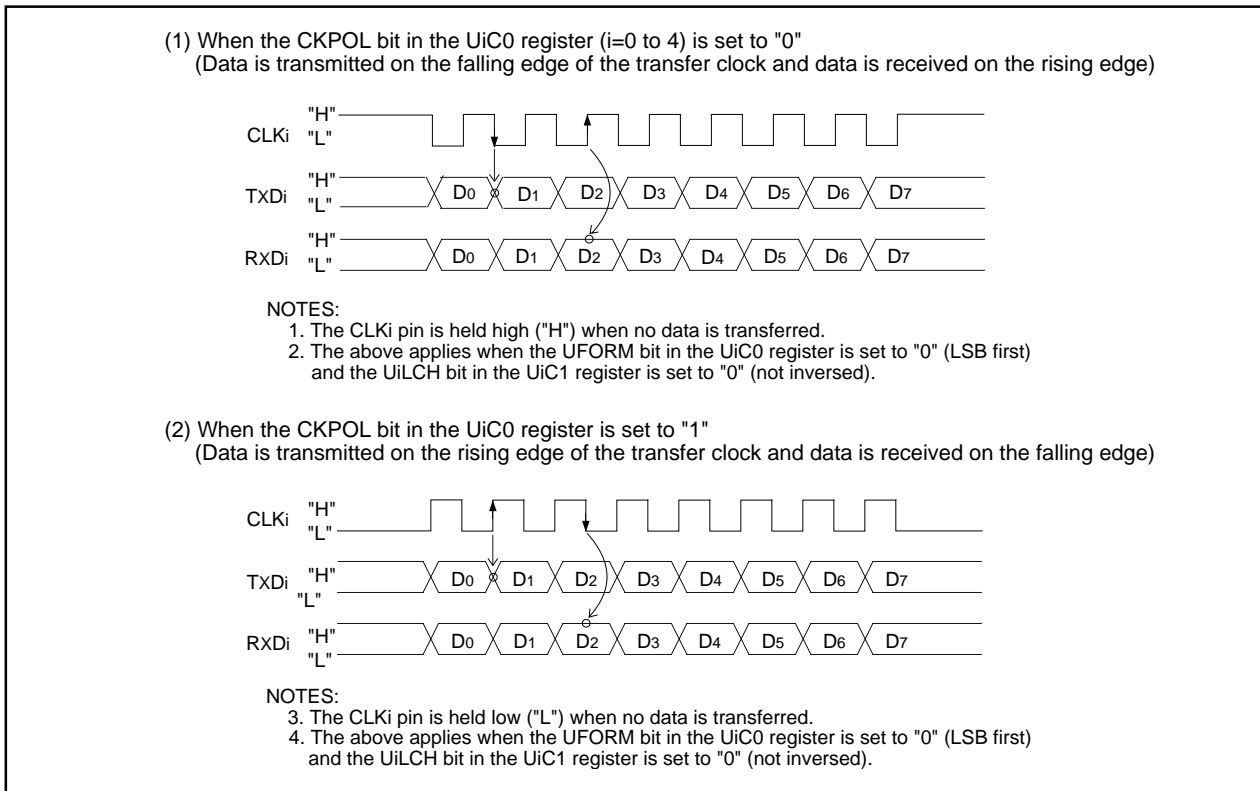 (1) When the CKPOL bit in the UiC0 register (i=0 to 4) is set to "0"
(Data is transmitted on the falling edge of the transfer clock and data is received on the rising edge)
"H"
CLKi "L"
"H"
TXDi "L"
D0 D1 D2 D3 D4 D5 D6 D7
"H"
RXDi "L"
D0 D1 D2 D3 D4 D5 D6 D7
NOTES:
1. The CLKi pin is held high ("H") when no data is transferred.
2. The above applies when the UFORM bit in the UiC0 register is set to "0" (LSB first)
and the UiLCH bit in the UiC1 register is set to "0" (not inversed).
(2) When the CKPOL bit in the UiC0 register is set to "1"
(Data is transmitted on the rising edge of the transfer clock and data is received on the falling edge)
"H"
CLKi
"L"
TXDi "H"
"L"
D0 D1 D2 D3 D4 D5 D6 D7
RXDi "H"
"L"
D0 D1 D2 D3 D4 D5 D6 D7
NOTES:
3. The CLKi pin is held low ("L") when no data is transferred.
4. The above applies when the UFORM bit in the UiC0 register is set to "0" (LSB first)
and the UiLCH bit in the UiC1 register is set to "0" (not inversed).